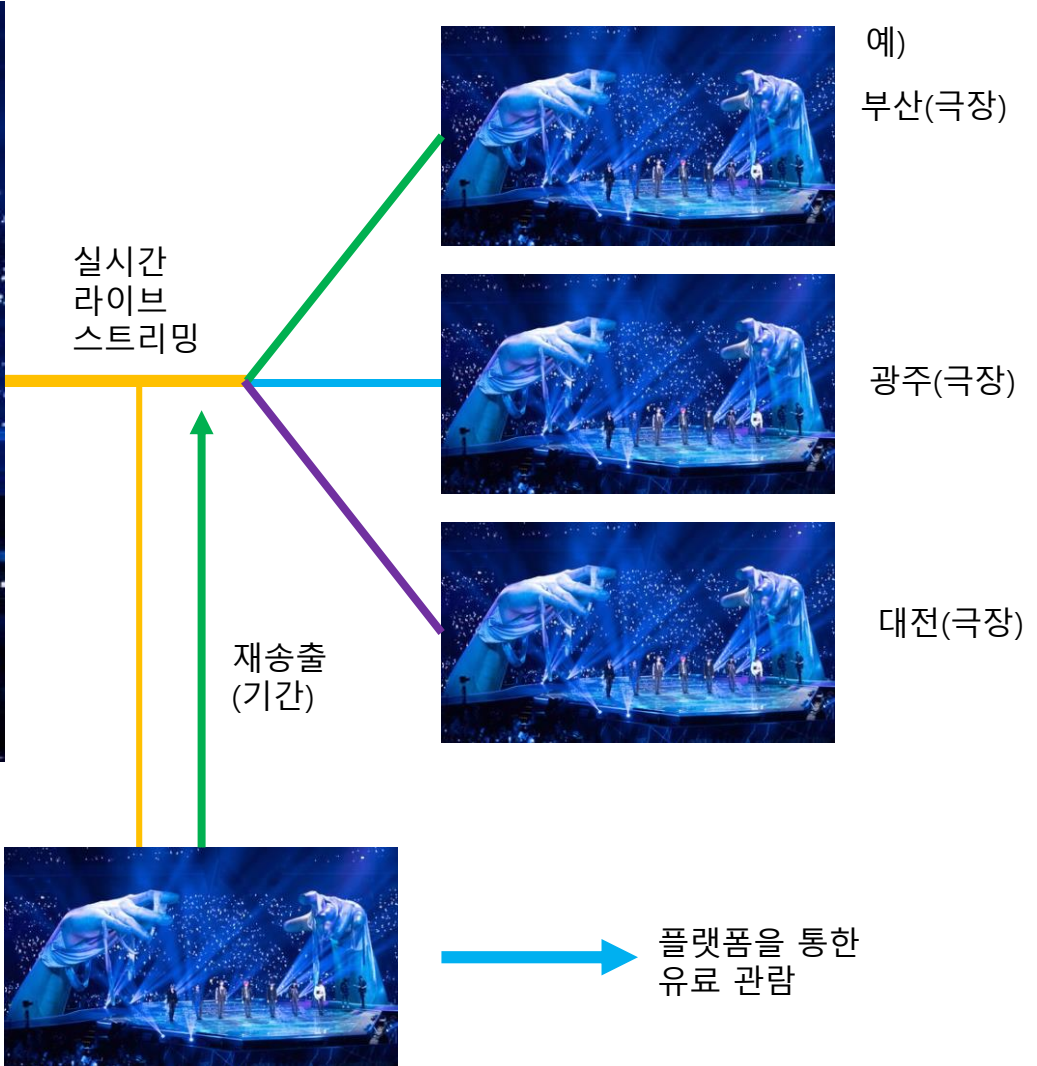 예)
부산(극장)
실시간
라이브
스트리밍
광주(극장)
대전(극장)
재송출
(기간)
플랫폼을 통한
유료 관람